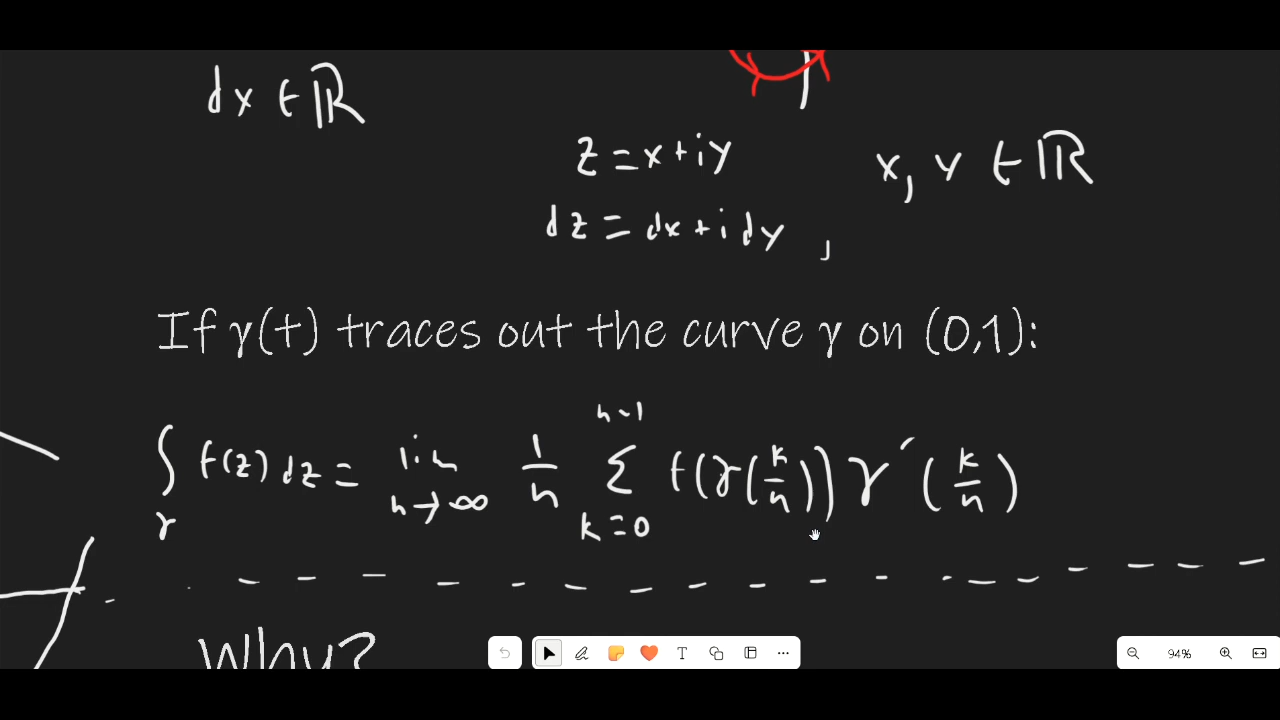 dx ∈ ℝ
z = x + iy    x, y ∈ ℝ
dz = dx + i dy ,
If γ(t) traces out the curve γ on (0,1):
∫_γ f(z) dz = lim_{n→∞} 1/n ∑_{k=0}^{n-1} f(γ(k/n)) γ′(k/n)
Why?
94%